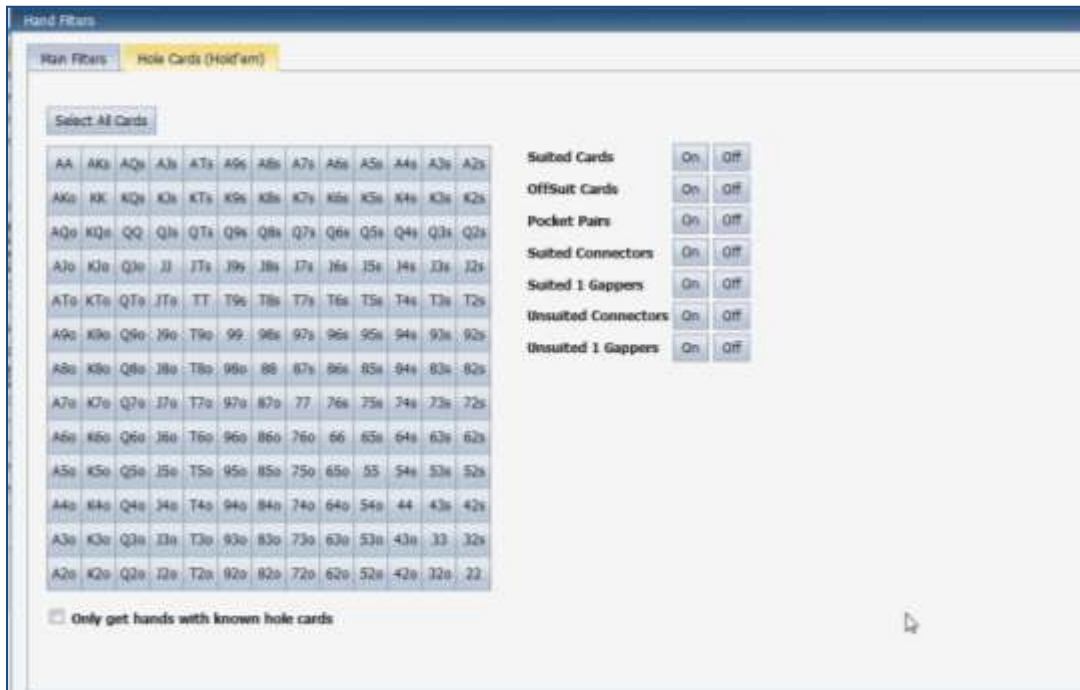 Hand Filters
Main Filters Hole Cards (Hold'em)
Select All Cards
AA AKs AQs AJs ATs A9s A8s A7s A6s A5s A4s A3s A2s
AKo KK KQs KJs KTs K9s K8s K7s K6s K5s K4s K3s K2s
AQo KQo QQ QJs QTs Q9s Q8s Q7s Q6s Q5s Q4s Q3s Q2s
AJo KJo QJo JJ JTs J9s J8s J7s J6s J5s J4s J3s J2s
ATo KTo QTo JTo TT T9s T8s T7s T6s T5s T4s T3s T2s
A9o K9o Q9o J9o T9o 99 98s 97s 96s 95s 94s 93s 92s
A8o K8o Q8o J8o T8o 98o 88 87s 86s 85s 84s 83s 82s
A7o K7o Q7o J7o T7o 97o 87o 77 76s 75s 74s 73s 72s
A6o K6o Q6o J6o T6o 96o 86o 76o 66 65s 64s 63s 62s
A5o K5o Q5o J5o T5o 95o 85o 75o 65o 55 54s 53s 52s
A4o K4o Q4o J4o T4o 94o 84o 74o 64o 54o 44 43s 42s
A3o K3o Q3o J3o T3o 93o 83o 73o 63o 53o 43o 33 32s
A2o K2o Q2o J2o T2o 92o 82o 72o 62o 52o 42o 32o 22
Only get hands with known hole cards
Suited Cards On Off
OffSuit Cards On Off
Pocket Pairs On Off
Suited Connectors On Off
Suited 1 Gappers On Off
Unsuited Connectors On Off
Unsuited 1 Gappers On Off